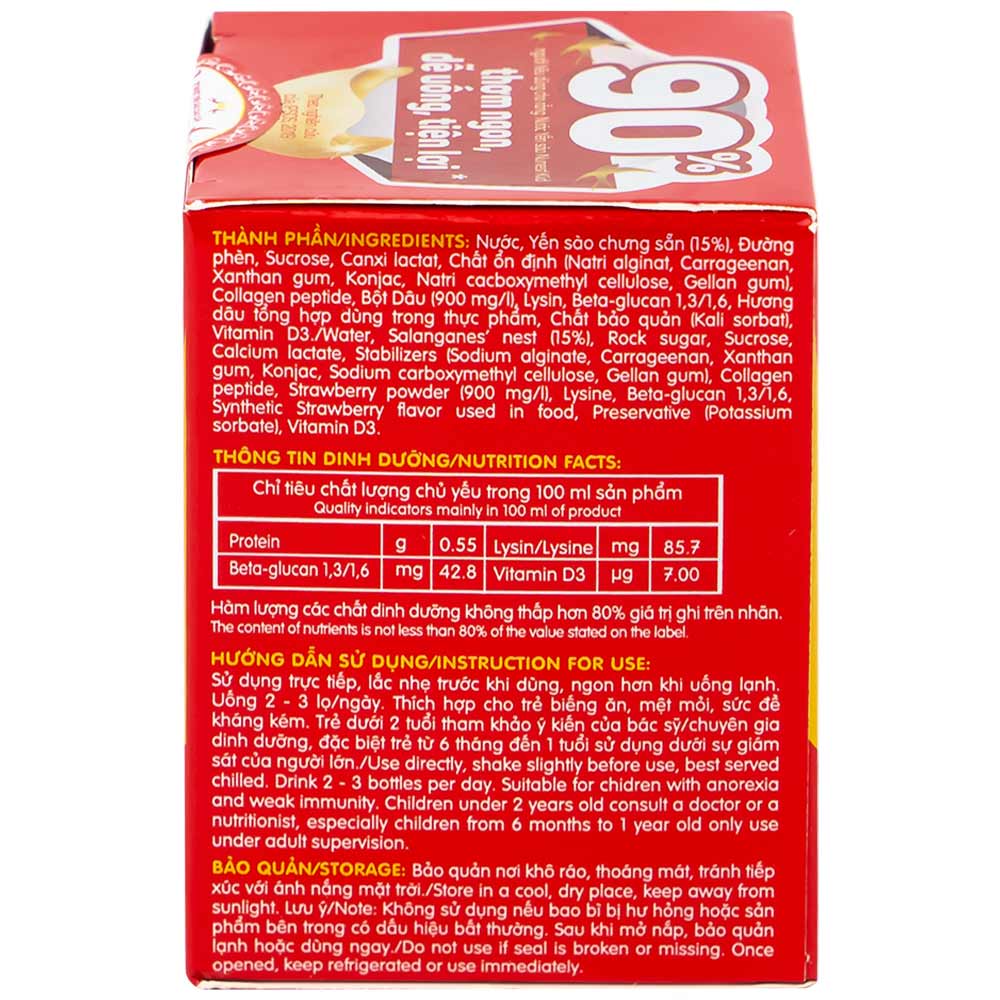 90%
người tiêu dùng cho rằng: Nước Yến sào Nunest Kid
thơm ngon,
dễ uống, tiện lợi
Theo nghiên cứu
THÀNH PHẦN/INGREDIENTS: Nước, Yến sào chưng sẵn (15%), Đường
phèn, Sucrose, Canxi lactat, Chất ổn định (Natri alginat, Carrageenan,
Xanthan gum, Konjac, Natri cacboxymethyl cellulose, Gellan gum),
Collagen peptide, Bột Dâu (900 mg/l), Lysin, Beta-glucan 1,3/1,6, Hương
dâu tổng hợp dùng trong thực phẩm, Chất bảo quản (Kali sorbat),
Vitamin D3./Water, Salanganes' nest (15%), Rock sugar, Sucrose,
Calcium lactate, Stabilizers (Sodium alginate, Carrageenan, Xanthan
gum, Konjac, Sodium carboxymethyl cellulose, Gellan gum), Collagen
peptide, Strawberry powder (900 mg/l), Lysine, Beta-glucan 1,3/1,6,
Synthetic Strawberry flavor used in food, Preservative (Potassium
sorbate), Vitamin D3.
THÔNG TIN DINH DƯỠNG/NUTRITION FACTS:
Chỉ tiêu chất lượng chủ yếu trong 100 ml sản phẩm
Quality indicators mainly in 100 ml of product
Protein g 0.55 Lysin/Lysine mg 85.7
Beta-glucan 1,3/1,6 mg 42.8 Vitamin D3 µg 7.00
Hàm lượng các chất dinh dưỡng không thấp hơn 80% giá trị ghi trên nhãn.
The content of nutrients is not less than 80% of the value stated on the label.
HƯỚNG DẪN SỬ DỤNG/INSTRUCTION FOR USE:
Sử dụng trực tiếp, lắc nhẹ trước khi dùng, ngon hơn khi uống lạnh.
Uống 2 - 3 lọ/ngày. Thích hợp cho trẻ biếng ăn, mệt mỏi, sức đề
kháng kém. Trẻ dưới 2 tuổi tham khảo ý kiến của bác sỹ/chuyên gia
dinh dưỡng, đặc biệt trẻ từ 6 tháng đến 1 tuổi sử dụng dưới sự giám
sát của người lớn./Use directly, shake slightly before use, best served
chilled. Drink 2 - 3 bottles per day. Suitable for chidren with anorexia
and weak immunity. Children under 2 years old consult a doctor or a
nutritionist, especially children from 6 months to 1 year old only use
under adult supervision.
BẢO QUẢN/STORAGE: Bảo quản nơi khô ráo, thoáng mát, tránh tiếp
xúc với ánh nắng mặt trời./Store in a cool, dry place, keep away from
sunlight. Lưu ý/Note: Không sử dụng nếu bao bì bị hư hỏng hoặc sản
phẩm bên trong có dấu hiệu bất thường. Sau khi mở nắp, bảo quản
lạnh hoặc dùng ngay./Do not use if seal is broken or missing. Once
opened, keep refrigerated or use immediately.